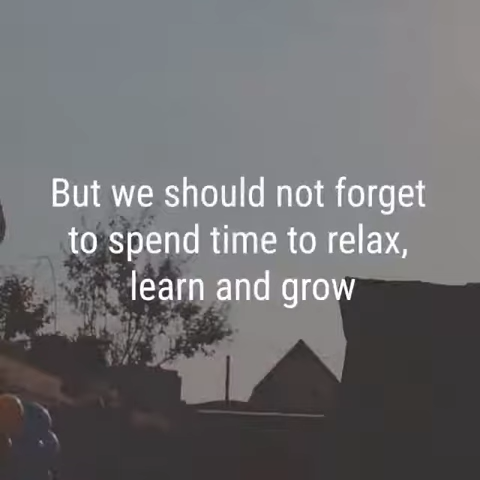 But we should not forget
to spend time to relax,
learn and grow